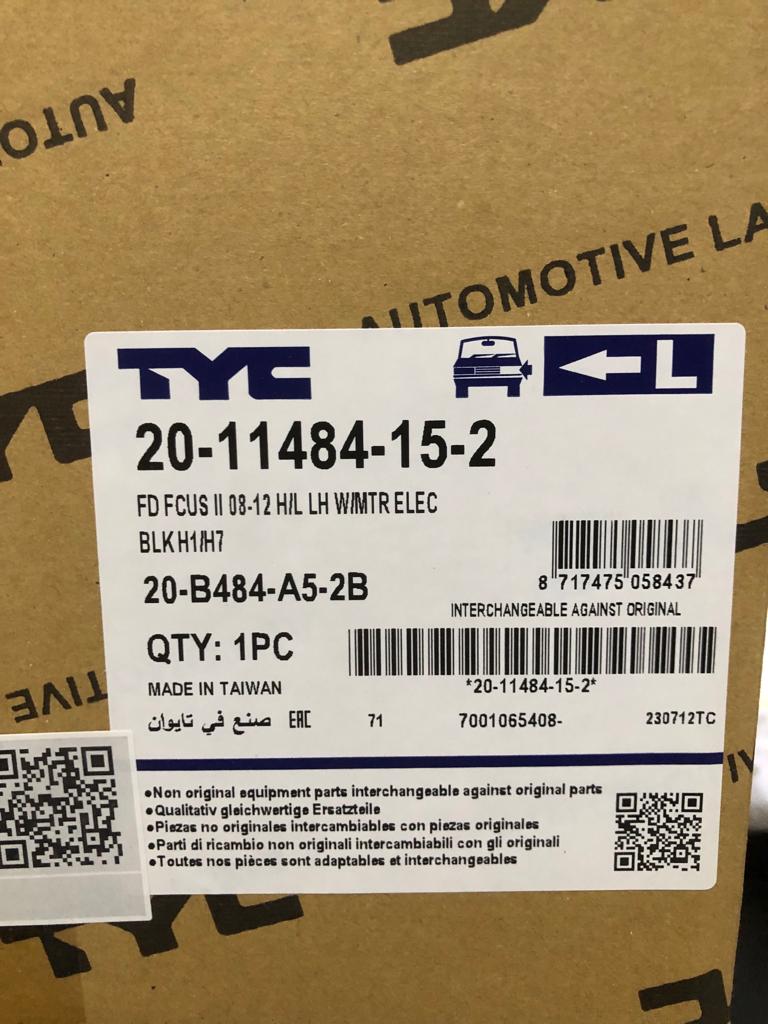 TYC
AUTO
AUTOMOTIVE LA
TYC
L
20-11484-15-2
FD FCUS II 08-12 H/L LH W/MTR ELEC
BLK H1/H7
20-B484-A5-2B
8 717475 058437
INTERCHANGEABLE AGAINST ORIGINAL
QTY: 1PC
MADE IN TAIWAN
*20-11484-15-2*
صنع في تايوان EAC 71 7001065408- 230712TC
TIVE
•Non original equipment parts interchangeable against original parts
•Qualitativ gleichwertige Ersatzteile
•Piezas no originales intercambiables con piezas originales
•Parti di ricambio non originali intercambiabili con gli originali
•Toutes nos pièces sont adaptables et interchangeables
TYC